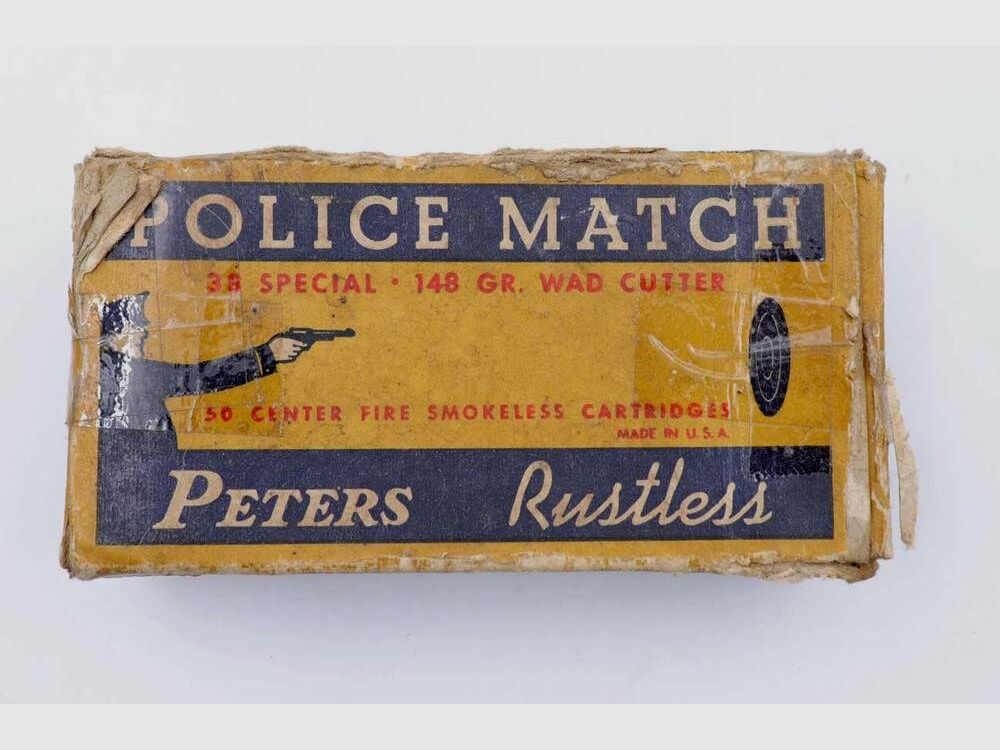 POLICE MATCH
38 SPECIAL · 148 GR. WAD CUTTER
50 CENTER FIRE SMOKELESS CARTRIDGES
MADE IN U.S.A.
PETERS Rustless